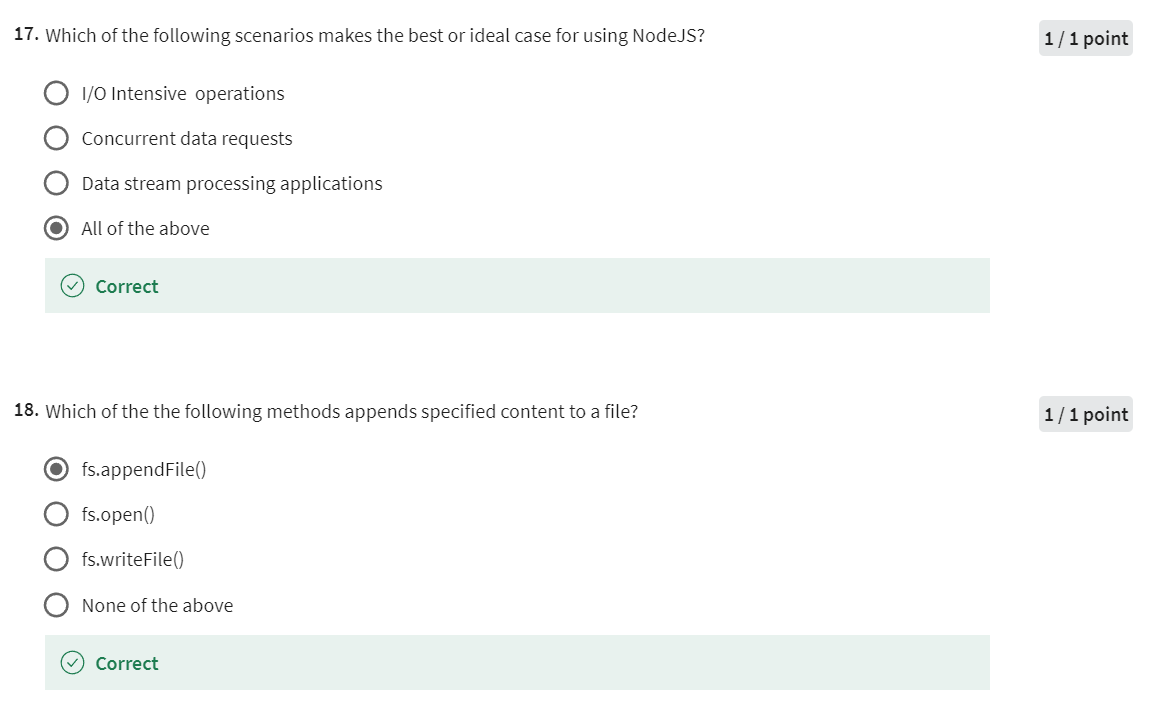 17. Which of the following scenarios makes the best or ideal case for using NodeJS?
1 / 1 point
I/O Intensive operations
Concurrent data requests
Data stream processing applications
All of the above
Correct
18. Which of the the following methods appends specified content to a file?
1 / 1 point
fs.appendFile()
fs.open()
fs.writeFile()
None of the above
Correct